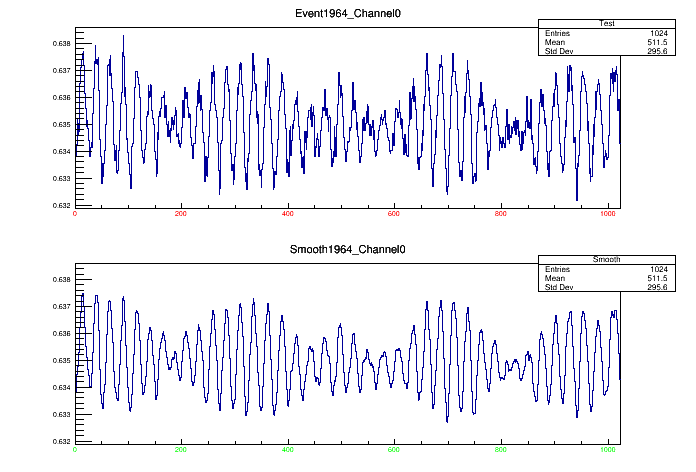 Event1964_Channel0
Test
Entries 1024
Mean 511.5
Std Dev 295.6
0.638
0.637
0.636
0.635
0.634
0.633
0.632
0 200 400 600 800 1000
Smooth1964_Channel0
Smooth
Entries 1024
Mean 511.5
Std Dev 295.6
0.638
0.637
0.636
0.635
0.634
0.633
0.632
0 200 400 600 800 1000